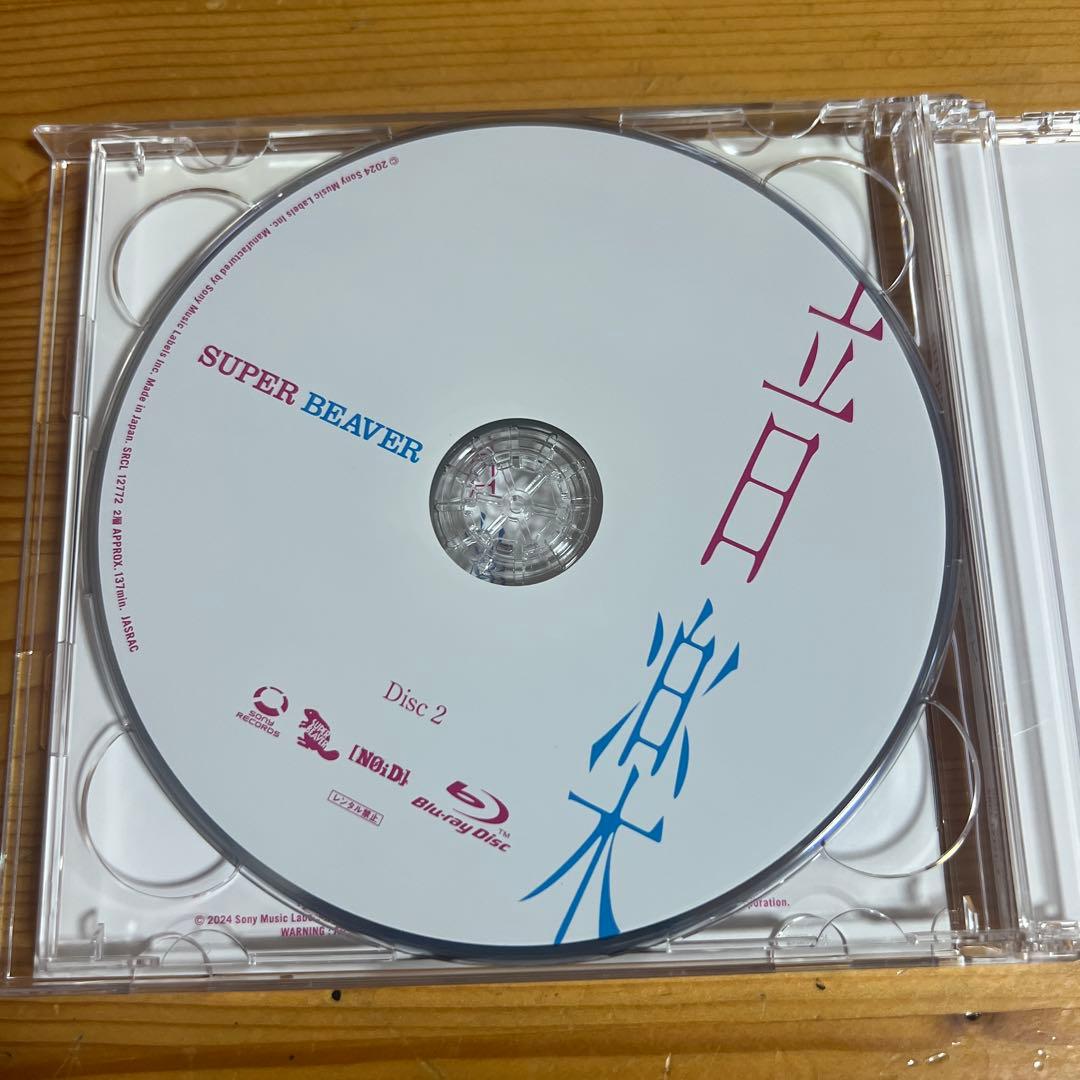 © 2024 Sony Music Labels Inc. Manufactured by Sony Music Labels Inc. Made in Japan. SRCL 12772 2層 APPROX.137min. JASRAC
SUPER BEAVER
音楽
Disc 2
SONY RECORDS
SUPER BEAVER
[NOiD]
Blu-ray Disc™
レンタル禁止
© 2024 Sony Music Lab
WARNING : A
poration.